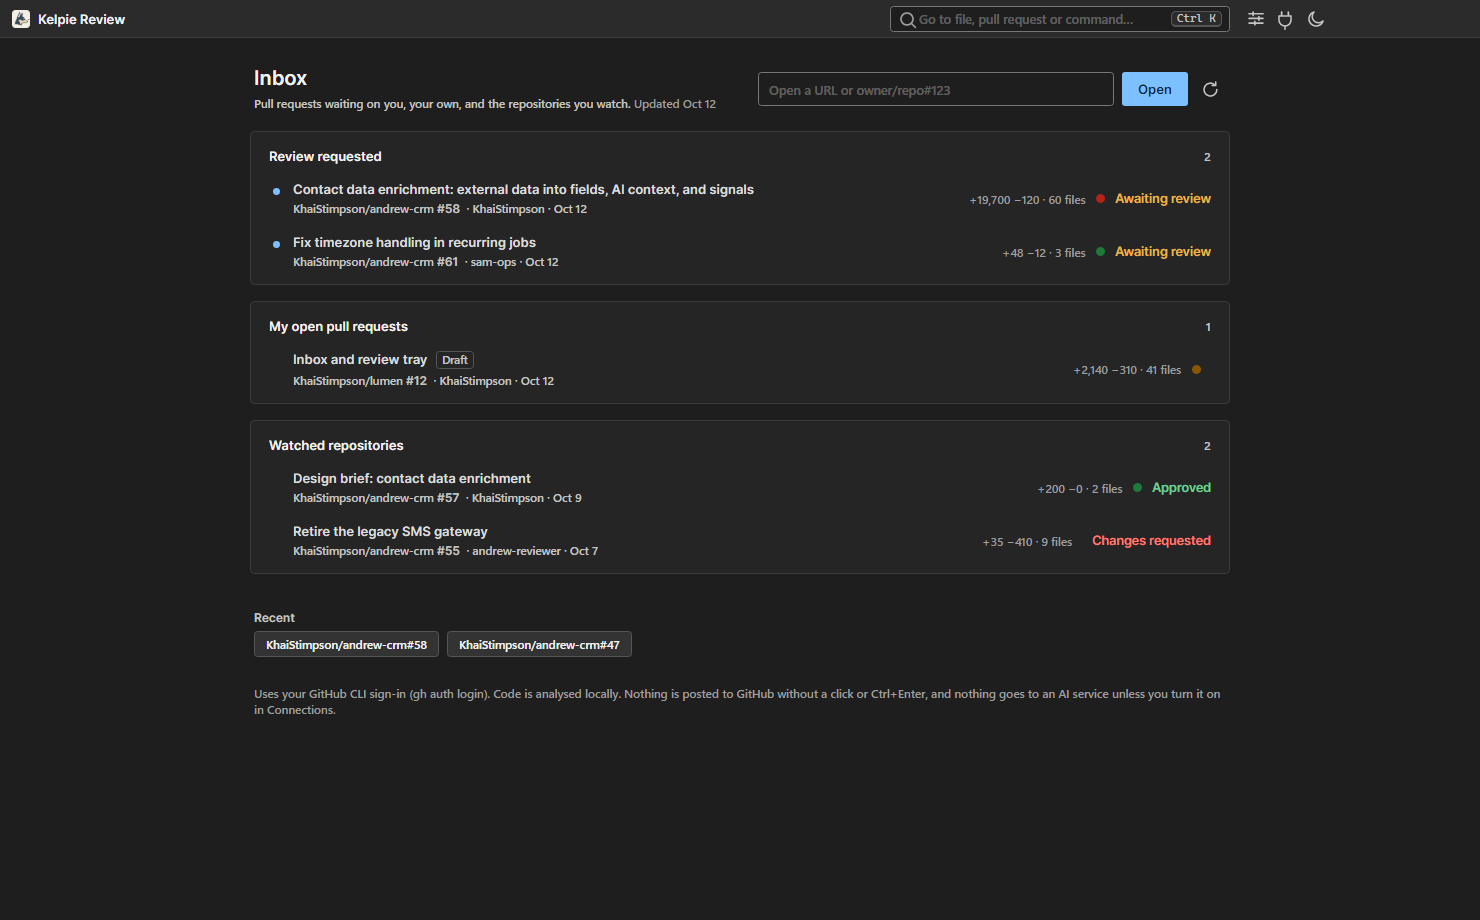 Kelpie Review
Go to file, pull request or command...
Ctrl K
Inbox
Pull requests waiting on you, your own, and the repositories you watch. Updated Oct 12
Open a URL or owner/repo#123
Open
Review requested
2
Contact data enrichment: external data into fields, AI context, and signals
KhaiStimpson/andrew-crm #58 · KhaiStimpson · Oct 12
+19,700 −120 · 60 files
Awaiting review
Fix timezone handling in recurring jobs
KhaiStimpson/andrew-crm #61 · sam-ops · Oct 12
+48 −12 · 3 files
Awaiting review
My open pull requests
1
Inbox and review tray
Draft
KhaiStimpson/lumen #12 · KhaiStimpson · Oct 12
+2,140 −310 · 41 files
Watched repositories
2
Design brief: contact data enrichment
KhaiStimpson/andrew-crm #57 · KhaiStimpson · Oct 9
+200 −0 · 2 files
Approved
Retire the legacy SMS gateway
KhaiStimpson/andrew-crm #55 · andrew-reviewer · Oct 7
+35 −410 · 9 files
Changes requested
Recent
KhaiStimpson/andrew-crm#58
KhaiStimpson/andrew-crm#47
Uses your GitHub CLI sign-in (gh auth login). Code is analysed locally. Nothing is posted to GitHub without a click or Ctrl+Enter, and nothing goes to an AI service unless you turn it on
in Connections.